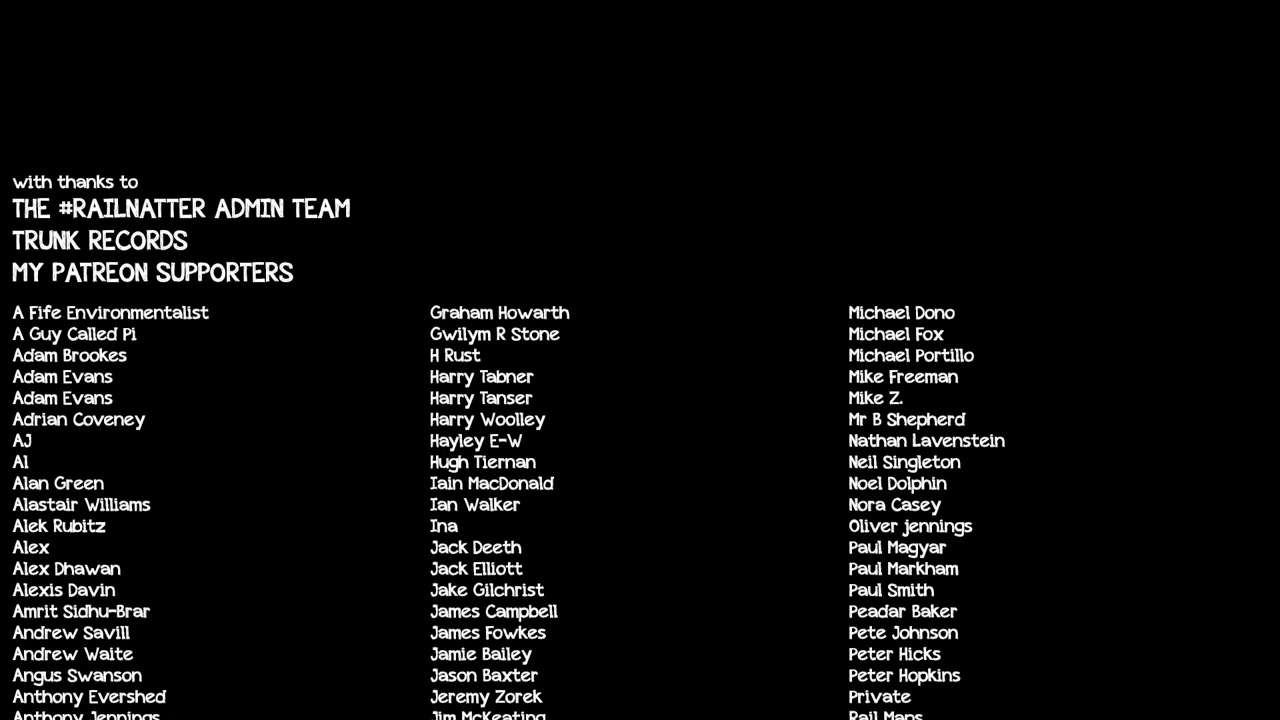 with thanks to
THE #RAILNATTER ADMIN TEAM
TRUNK RECORDS
MY PATREON SUPPORTERS
A Fife Environmentalist
A Guy Called Pi
Adam Brookes
Adam Evans
Adam Evans
Adrian Coveney
AJ
Al
Alan Green
Alastair Williams
Alek Rubitz
Alex
Alex Dhawan
Alexis Davin
Amrit Sidhu-Brar
Andrew Savill
Andrew Waite
Angus Swanson
Anthony Evershed
Anthony Jennings
Graham Howarth
Gwilym R Stone
H Rust
Harry Tabner
Harry Tanser
Harry Woolley
Hayley E-W
Hugh Tiernan
Iain MacDonald
Ian Walker
Ina
Jack Deeth
Jack Elliott
Jake Gilchrist
James Campbell
James Fowkes
Jamie Bailey
Jason Baxter
Jeremy Zorek
Jim McKeating
Michael Dono
Michael Fox
Michael Portillo
Mike Freeman
Mike Z.
Mr B Shepherd
Nathan Lavenstein
Neil Singleton
Noel Dolphin
Nora Casey
Oliver jennings
Paul Magyar
Paul Markham
Paul Smith
Peadar Baker
Pete Johnson
Peter Hicks
Peter Hopkins
Private
Rail Maps